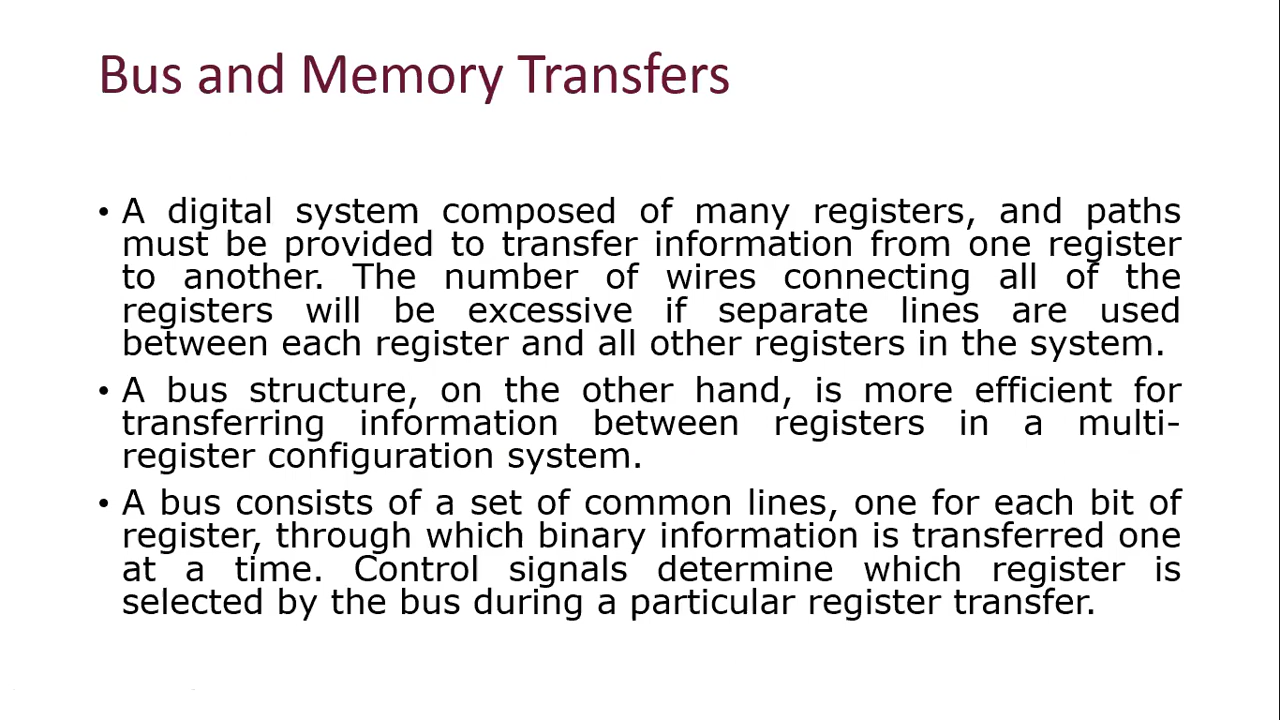 Bus and Memory Transfers
• A digital system composed of many registers, and paths
must be provided to transfer information from one register
to another. The number of wires connecting all of the
registers will be excessive if separate lines are used
between each register and all other registers in the system.
• A bus structure, on the other hand, is more efficient for
transferring information between registers in a multi-
register configuration system.
• A bus consists of a set of common lines, one for each bit of
register, through which binary information is transferred one
at a time. Control signals determine which register is
selected by the bus during a particular register transfer.